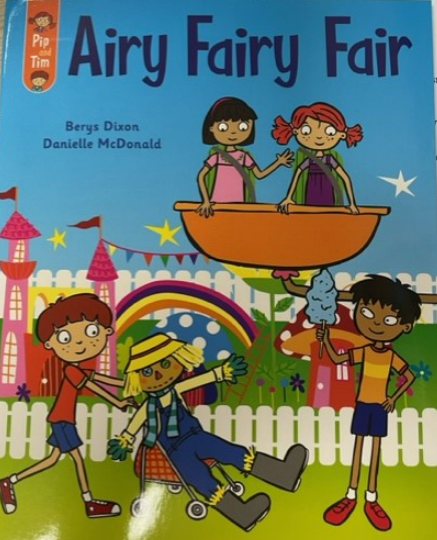 Pip
and
Tim
Airy Fairy Fair
Berys Dixon
Danielle McDonald